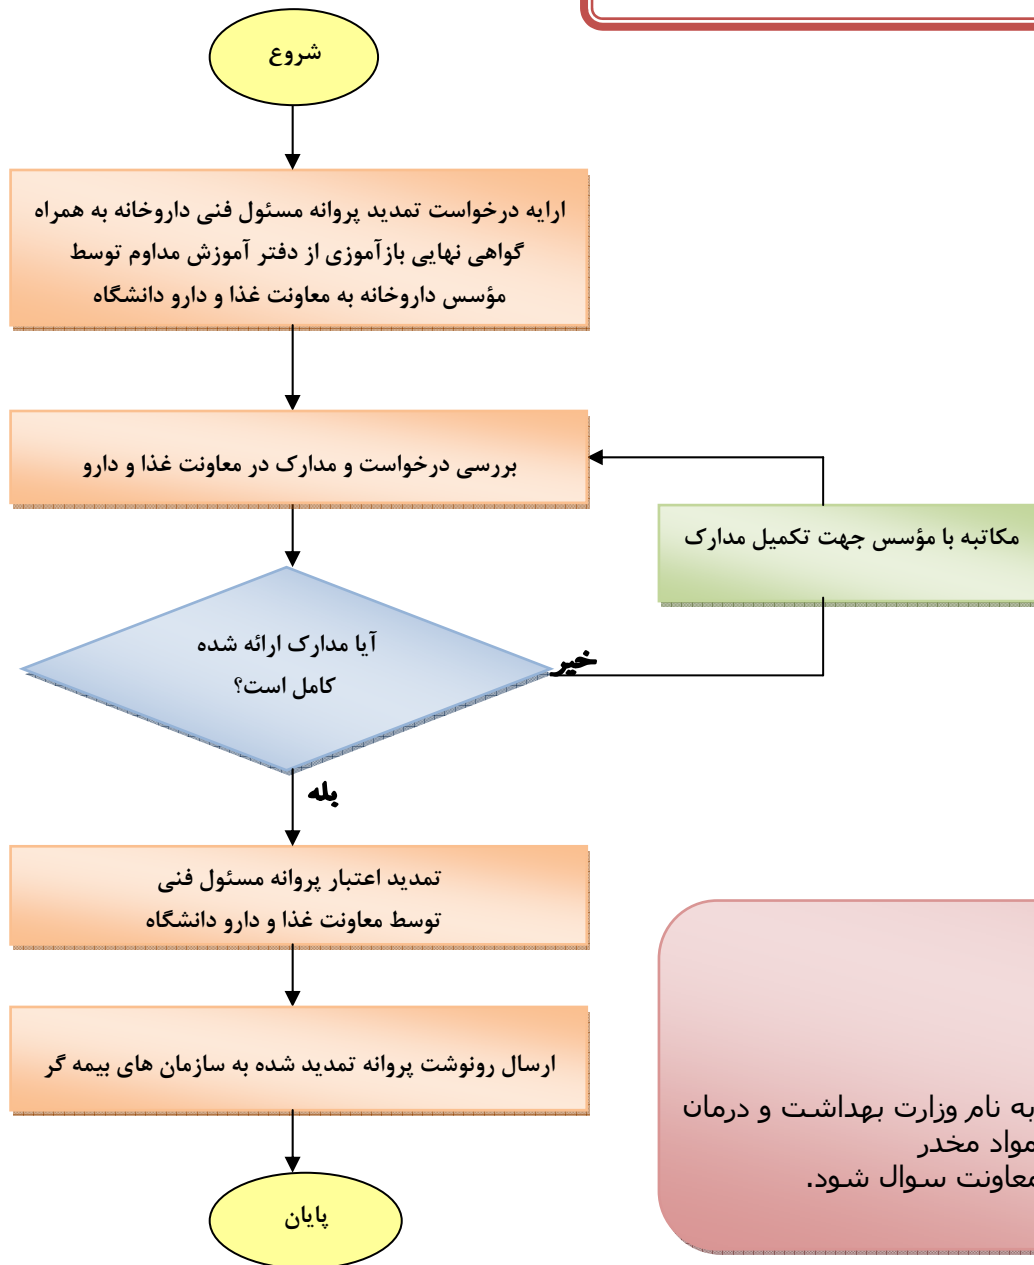 شروع
ارایه درخواست تمدید پروانه مسئول فنی داروخانه به همراه
گواهی نهایی بازآموزی از دفتر آموزش مداوم توسط
مؤسس داروخانه به معاونت غذا و دارو دانشگاه
بررسی درخواست و مدارک در معاونت غذا و دارو
مکاتبه با مؤسس جهت تکمیل مدارک
آیا مدارک ارائه شده
کامل است؟
خیر
بله
تمدید اعتبار پروانه مسئول فنی
توسط معاونت غذا و دارو دانشگاه
ارسال رونوشت پروانه تمدید شده به سازمان های بیمه گر
به نام وزارت بهداشت و درمان
مواد مخدر
معاونت سوال شود.
پایان